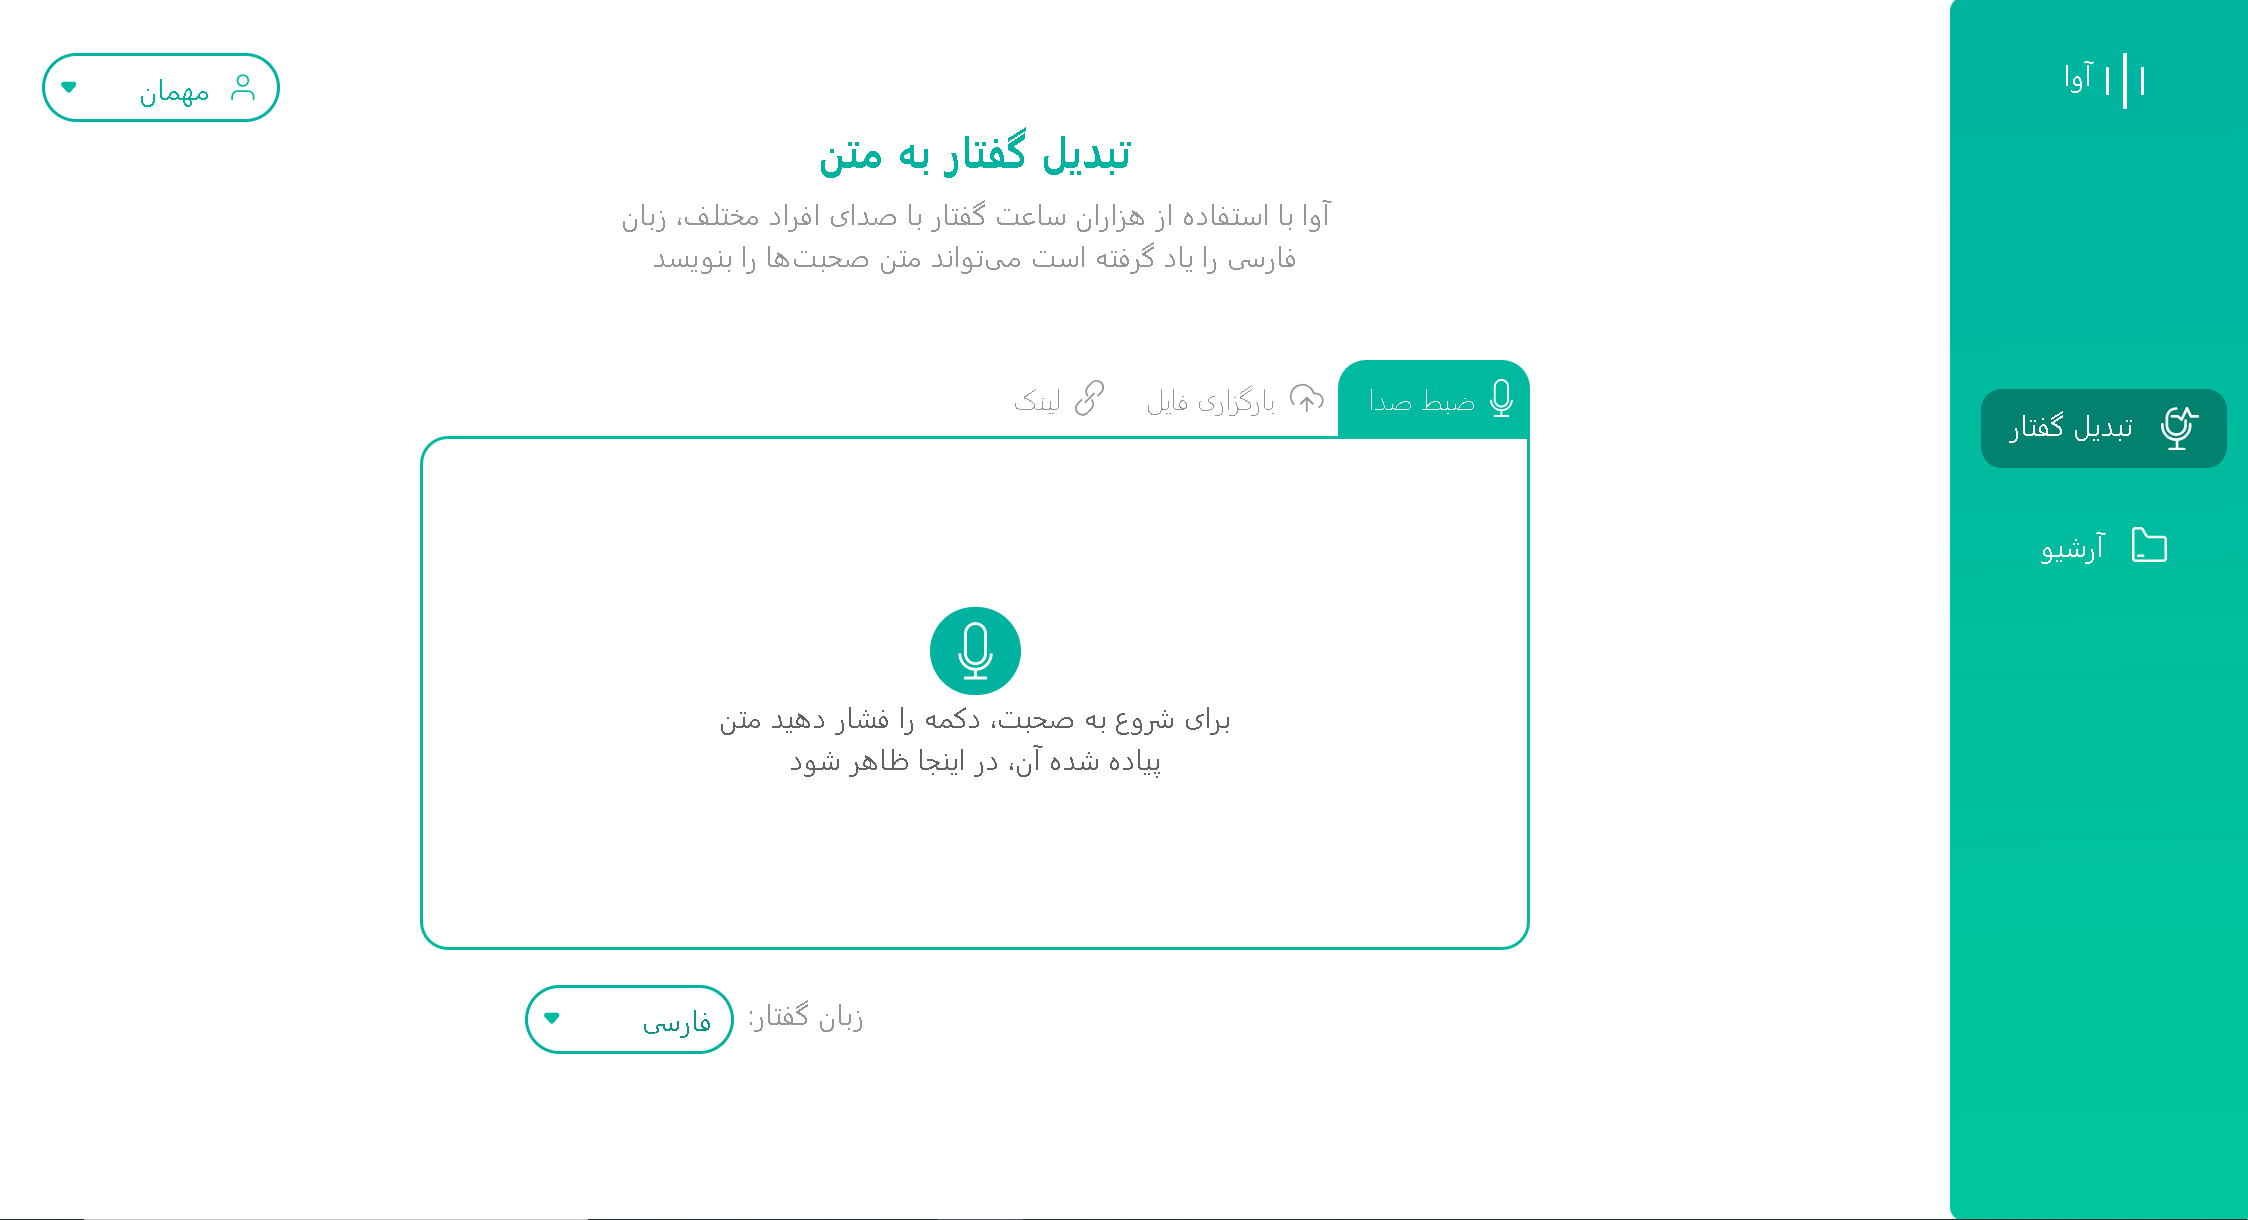 آوا
مهمان
تبدیل گفتار به متن
آوا با استفاده از هزاران ساعت گفتار با صدای افراد مختلف، زبان
فارسی را یاد گرفته است می‌تواند متن صحبت‌ها را بنویسد
ضبط صدا
بارگزاری فایل
لینک
تبدیل گفتار
آرشیو
برای شروع به صحبت، دکمه را فشار دهید متن
پیاده شده آن، در اینجا ظاهر شود
زبان گفتار:
فارسی